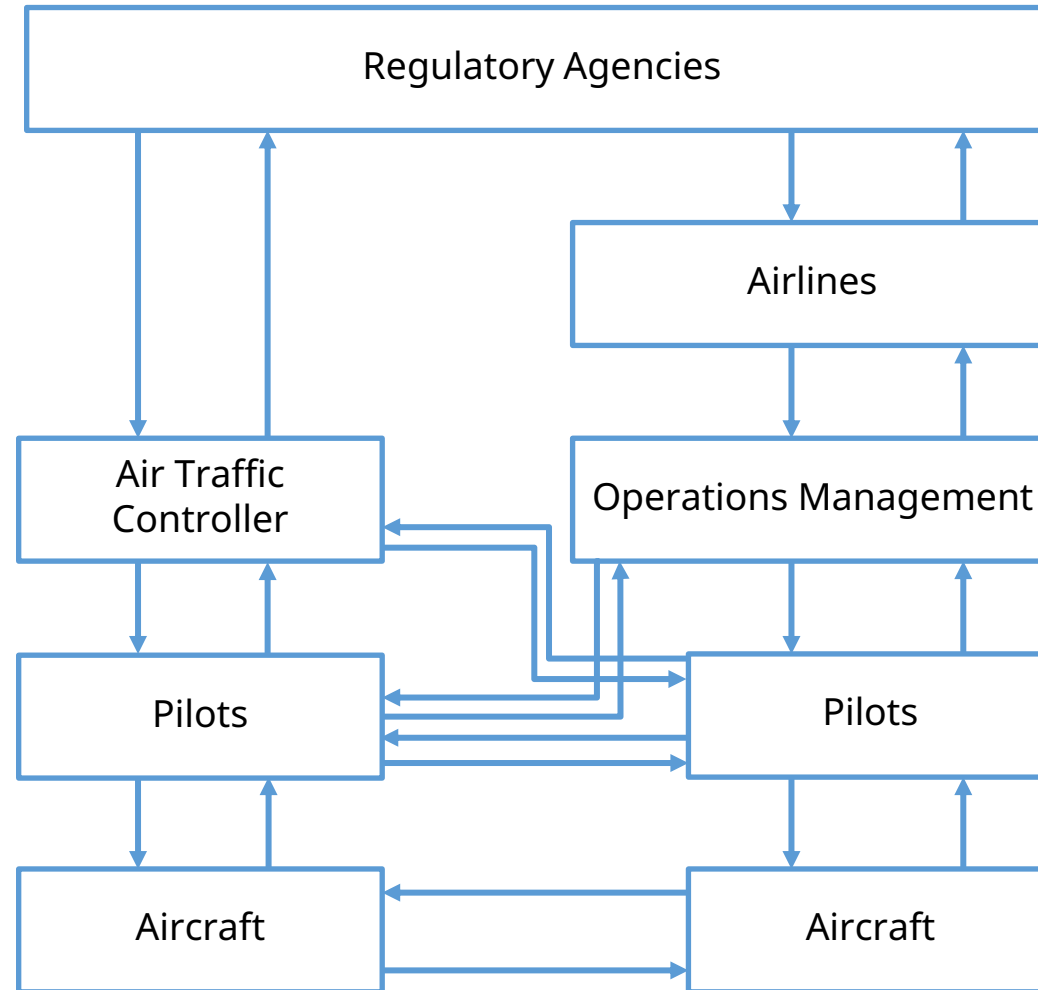 Regulatory Agencies
Airlines
Air Traffic
Controller
Operations Management
Pilots
Pilots
Aircraft
Aircraft